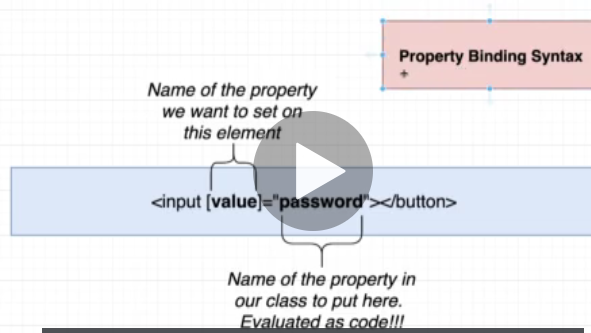 Property Binding Syntax
Name of the property
we want to set on
this element
<input [value]="password"></button>
Name of the property in
our class to put here.
Evaluated as code!!!